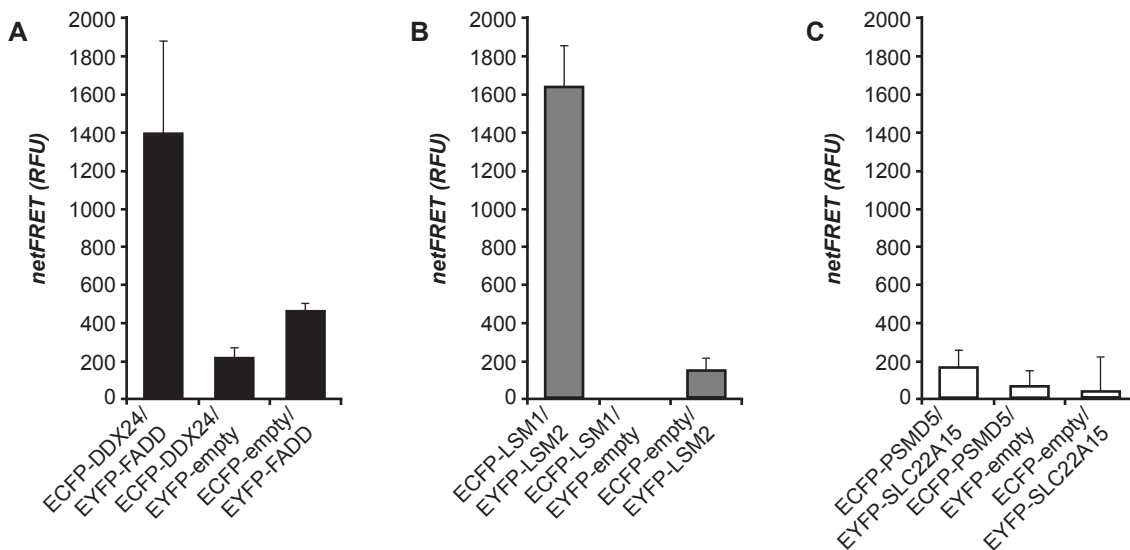 A
netFRET (RFU)
2000
1800
1600
1400
1200
1000
800
600
400
200
0
ECFP-DDX24/
EYFP-FADD
ECFP-DDX24/
EYFP-empty
ECFP-empty/
EYFP-FADD
B
netFRET (RFU)
2000
1800
1600
1400
1200
1000
800
600
400
200
0
ECFP-LSM1/
EYFP-LSM2
ECFP-LSM1/
EYFP-empty
ECFP-empty/
EYFP-LSM2
C
netFRET (RFU)
2000
1800
1600
1400
1200
1000
800
600
400
200
0
ECFP-PSMD5/
EYFP-SLC22A15
ECFP-PSMD5/
EYFP-empty
ECFP-empty/
EYFP-SLC22A15